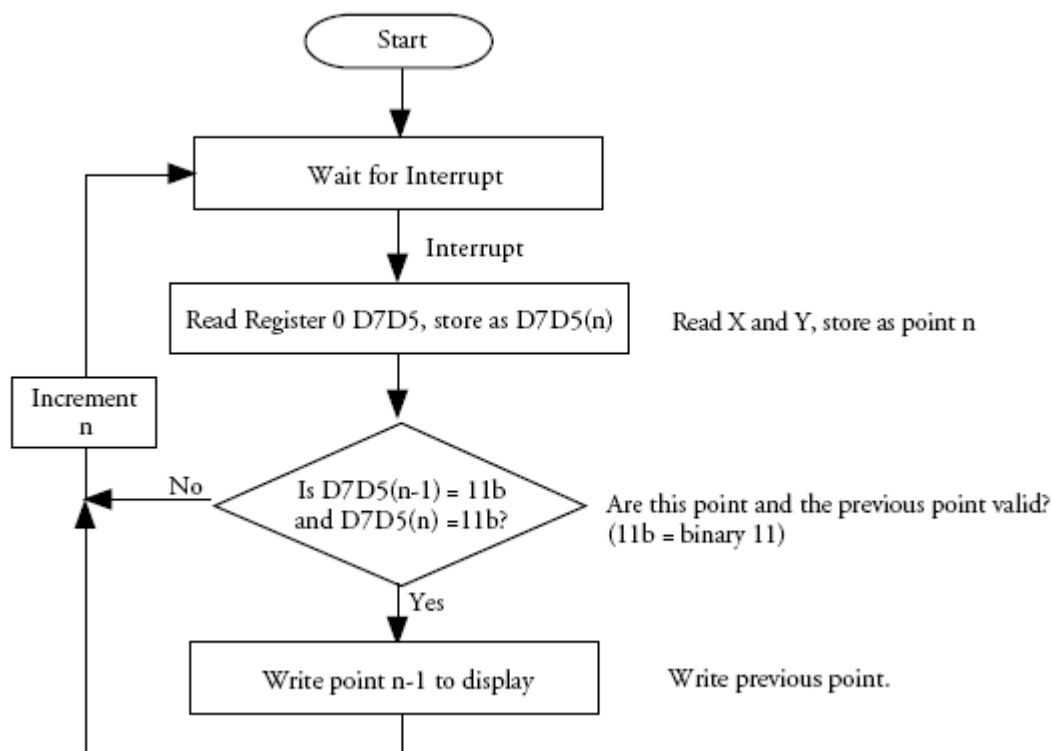 Start
Wait for Interrupt
Interrupt
Read Register 0 D7D5, store as D7D5(n)
Read X and Y, store as point n
Increment
n
No
Is D7D5(n-1) = 11b
and D7D5(n) =11b?
Are this point and the previous point valid?
(11b = binary 11)
Yes
Write point n-1 to display
Write previous point.